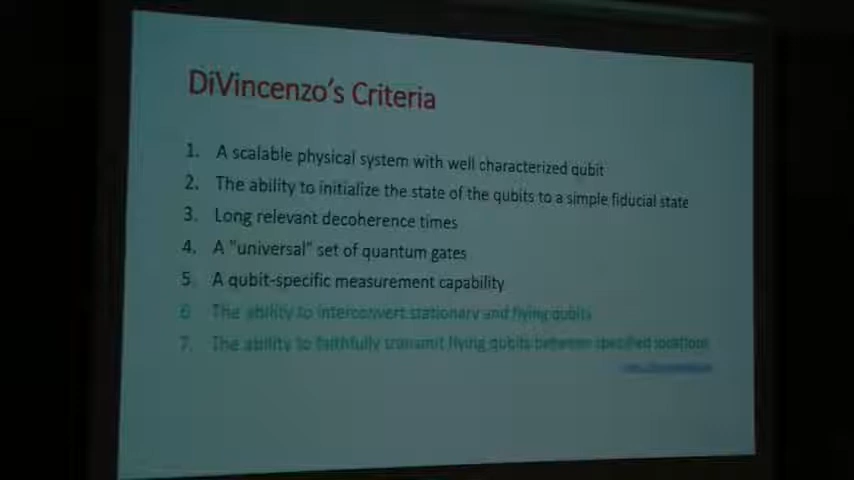 DiVincenzo's Criteria
1. A scalable physical system with well characterized qubit
2. The ability to initialize the state of the qubits to a simple fiducial state
3. Long relevant decoherence times
4. A "universal" set of quantum gates
5. A qubit-specific measurement capability
6. The ability to interconvert stationary and flying qubits
7. The ability to faithfully transmit flying qubits between specified locations